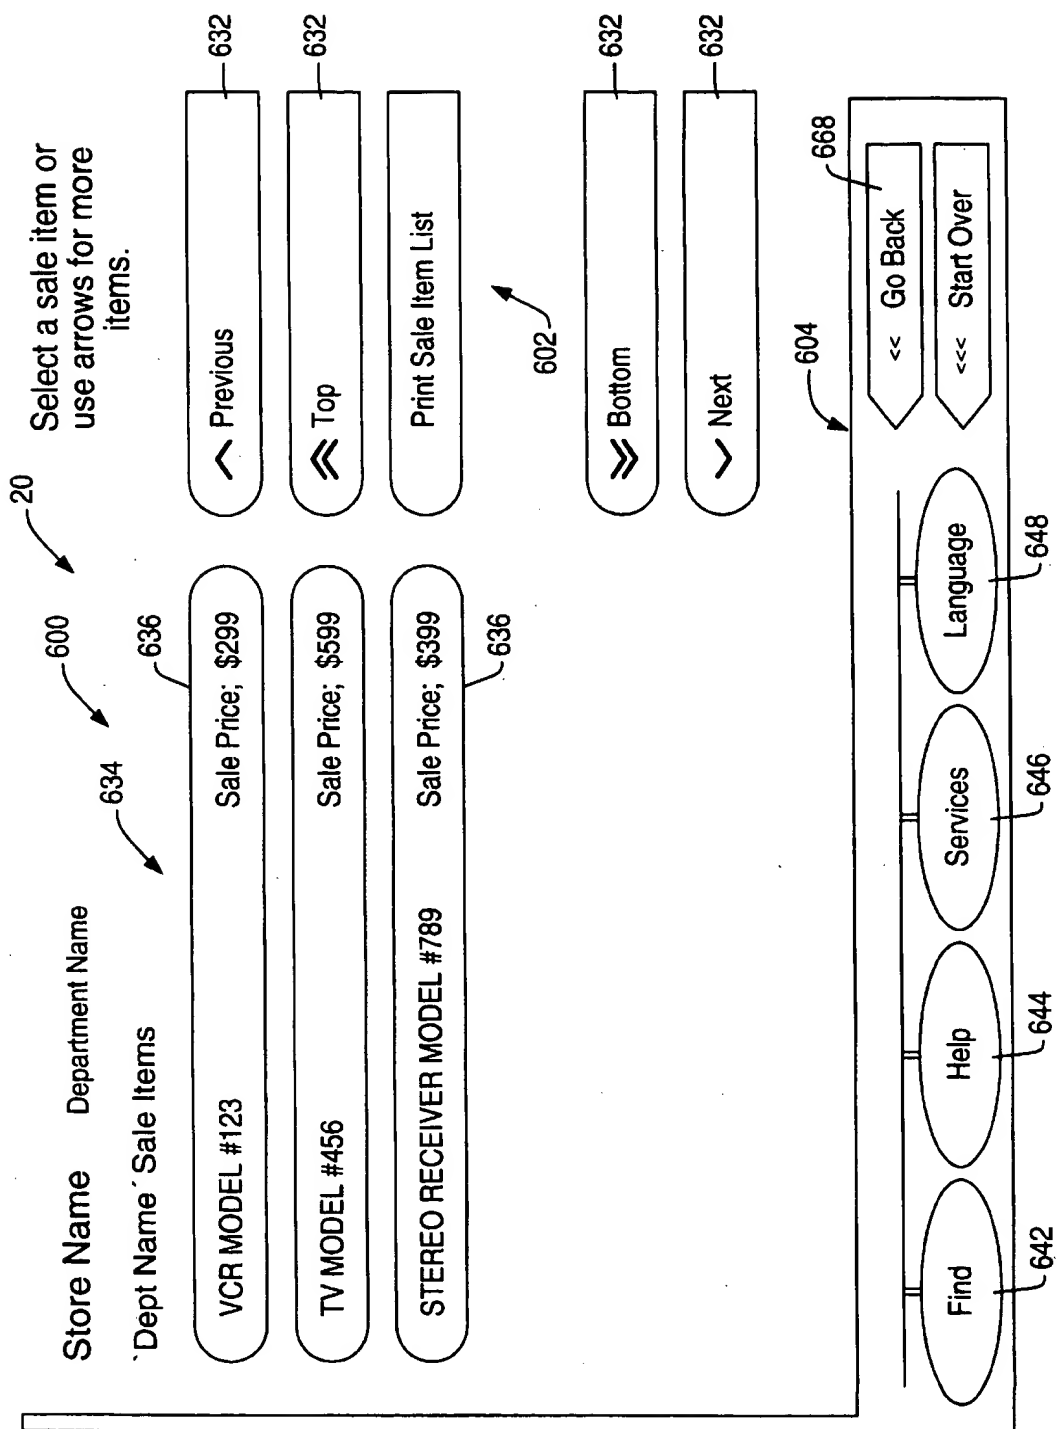 20
600
634
Store Name Department Name
Select a sale item or
use arrows for more
items.
`Dept Name´ Sale Items
636
VCR MODEL #123 Sale Price; $299
Previous 632
TV MODEL #456 Sale Price; $599
Top 632
STEREO RECEIVER MODEL #789 Sale Price; $399
Print Sale Item List
636
602
Bottom 632
Next 632
604
668
<< Go Back
<<< Start Over
Find Help Services Language
642 644 646 648